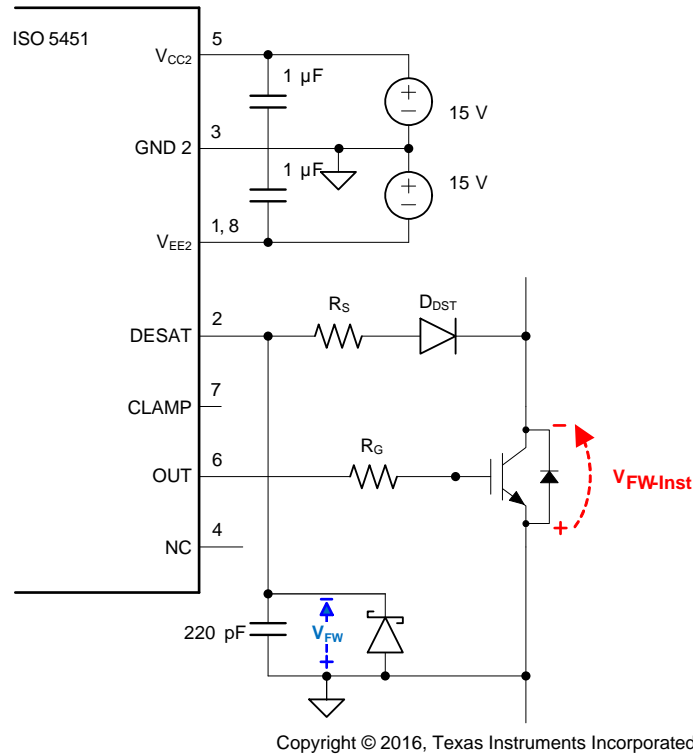 ISO 5451
5
VCC2
1 µF
+
15 V
3
GND 2
1 µF
+
15 V
1, 8
VEE2
RS
DDST
2
DESAT
7
CLAMP
RG
6
OUT
VFW-Inst
+
4
NC
220 pF
VFW
+
Copyright © 2016, Texas Instruments Incorporated